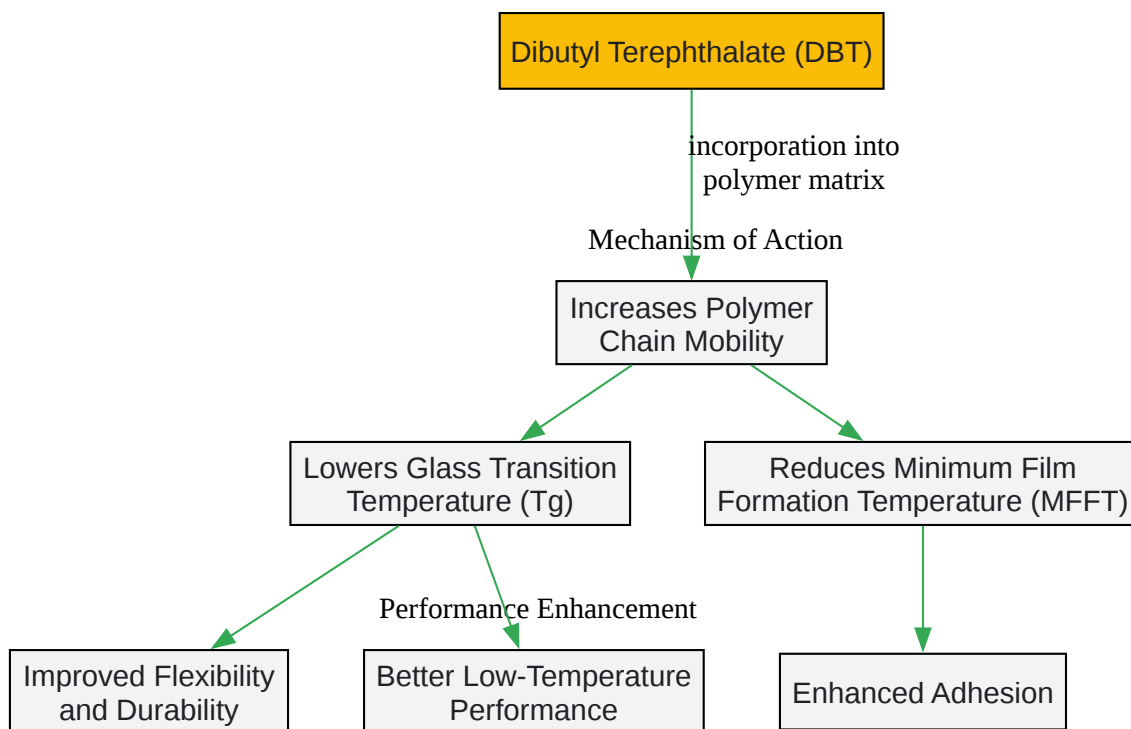 Dibutyl Terephthalate (DBT)
incorporation into
polymer matrix
Mechanism of Action
Increases Polymer
Chain Mobility
Lowers Glass Transition
Temperature (Tg)
Reduces Minimum Film
Formation Temperature (MFFT)
Performance Enhancement
Improved Flexibility
and Durability
Better Low-Temperature
Performance
Enhanced Adhesion